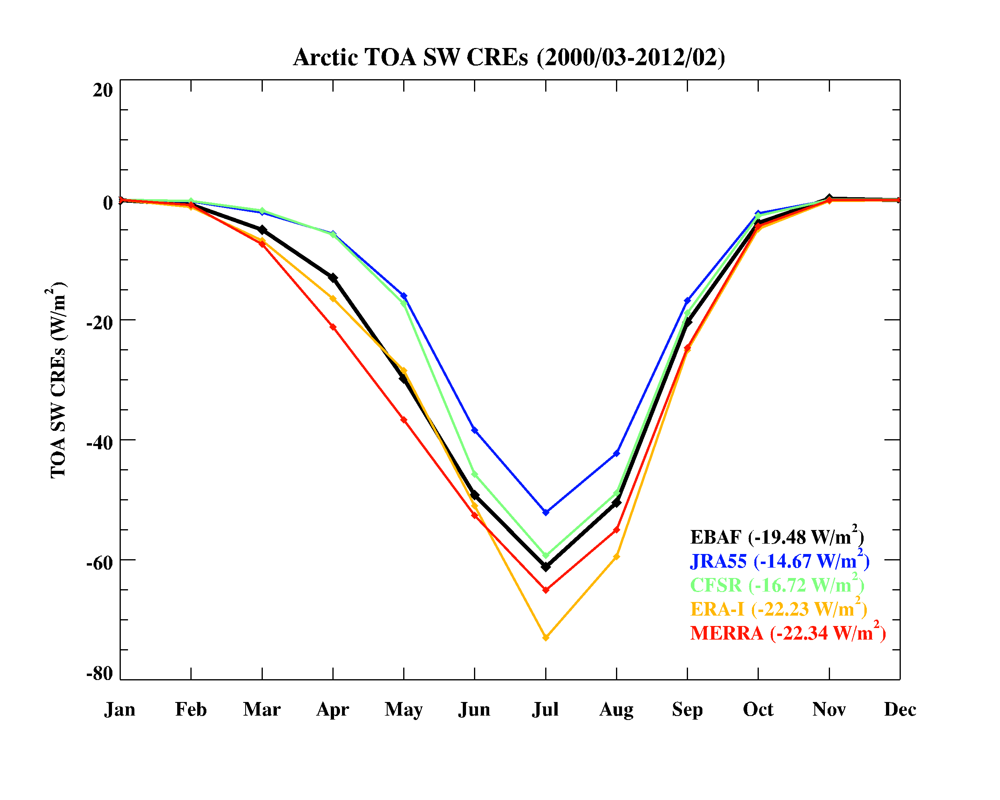 Arctic TOA SW CREs (2000/03-2012/02)
20
0
-20
-40
-60
-80
TOA SW CREs (W/m²)
Jan Feb Mar Apr May Jun Jul Aug Sep Oct Nov Dec
EBAF (-19.48 W/m²)
JRA55 (-14.67 W/m²)
CFSR (-16.72 W/m²)
ERA-I (-22.23 W/m²)
MERRA (-22.34 W/m²)